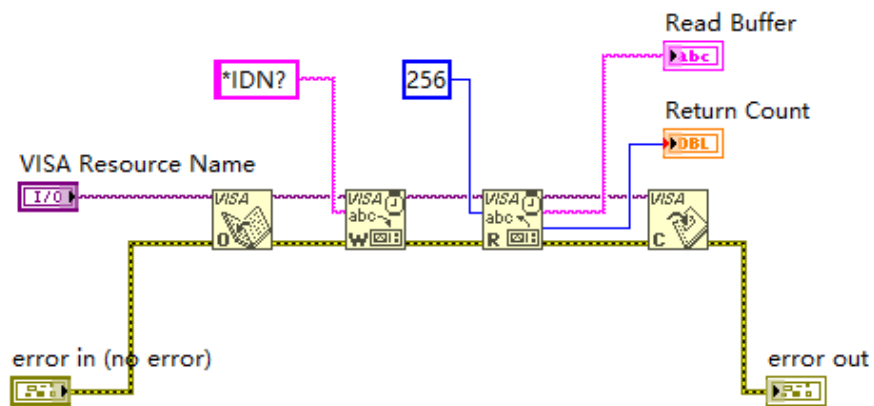 Read Buffer
abc
*IDN?
256
Return Count
DBL
VISA Resource Name
I/O
VISA
O
VISA
abc
W
VISA
abc
R
VISA
C
error in (no error)
error out